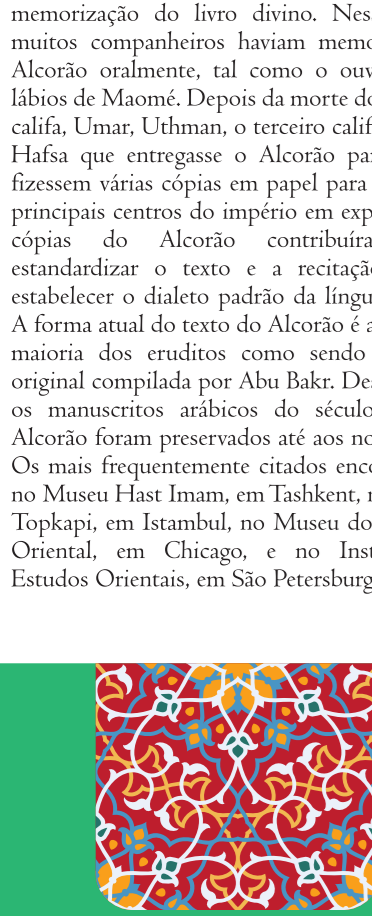 memorização do livro divino. Nes
muitos companheiros haviam memo
Alcorão oralmente, tal como o ouv
lábios de Maomé. Depois da morte do
califa, Umar, Uthman, o terceiro calif
Hafsa que entregasse o Alcorão par
fizessem várias cópias em papel para
principais centros do império em exp
cópias do Alcorão contribuíra
estandardizar o texto e a recitação
estabelecer o dialeto padrão da língu
A forma atual do texto do Alcorão é a
maioria dos eruditos como sendo
original compilada por Abu Bakr. Des
os manuscritos arábicos do século
Alcorão foram preservados até aos no
Os mais frequentemente citados enco
no Museu Hast Imam, em Tashkent, n
Topkapi, em Istambul, no Museu do
Oriental, em Chicago, e no Inst
Estudos Orientais, em São Petersburg